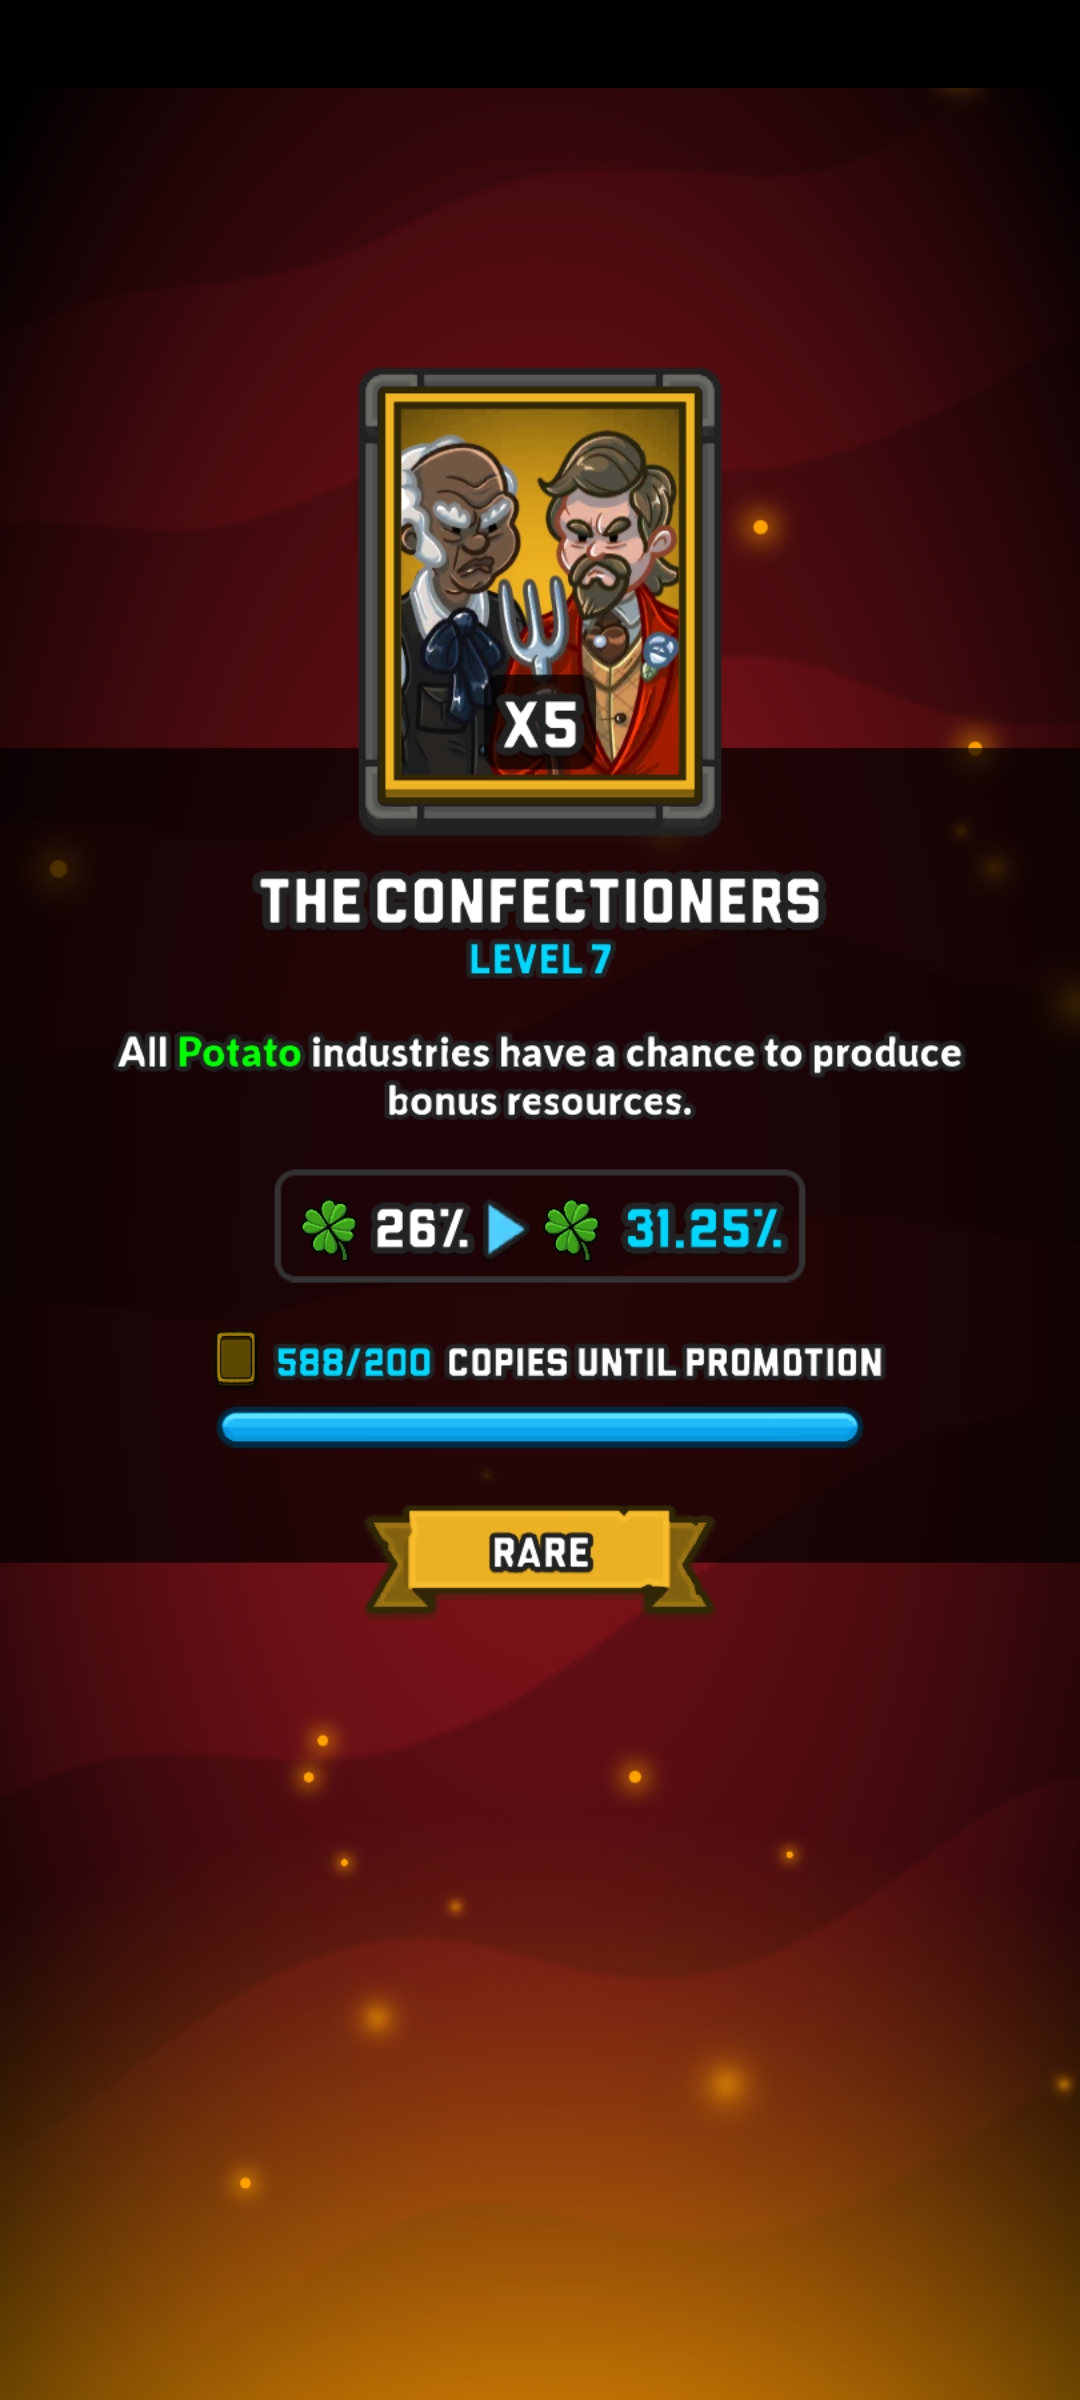 X5
THE CONFECTIONERS
LEVEL 7
All Potato industries have a chance to produce
bonus resources.
26% 31.25%
588/200 COPIES UNTIL PROMOTION
RARE